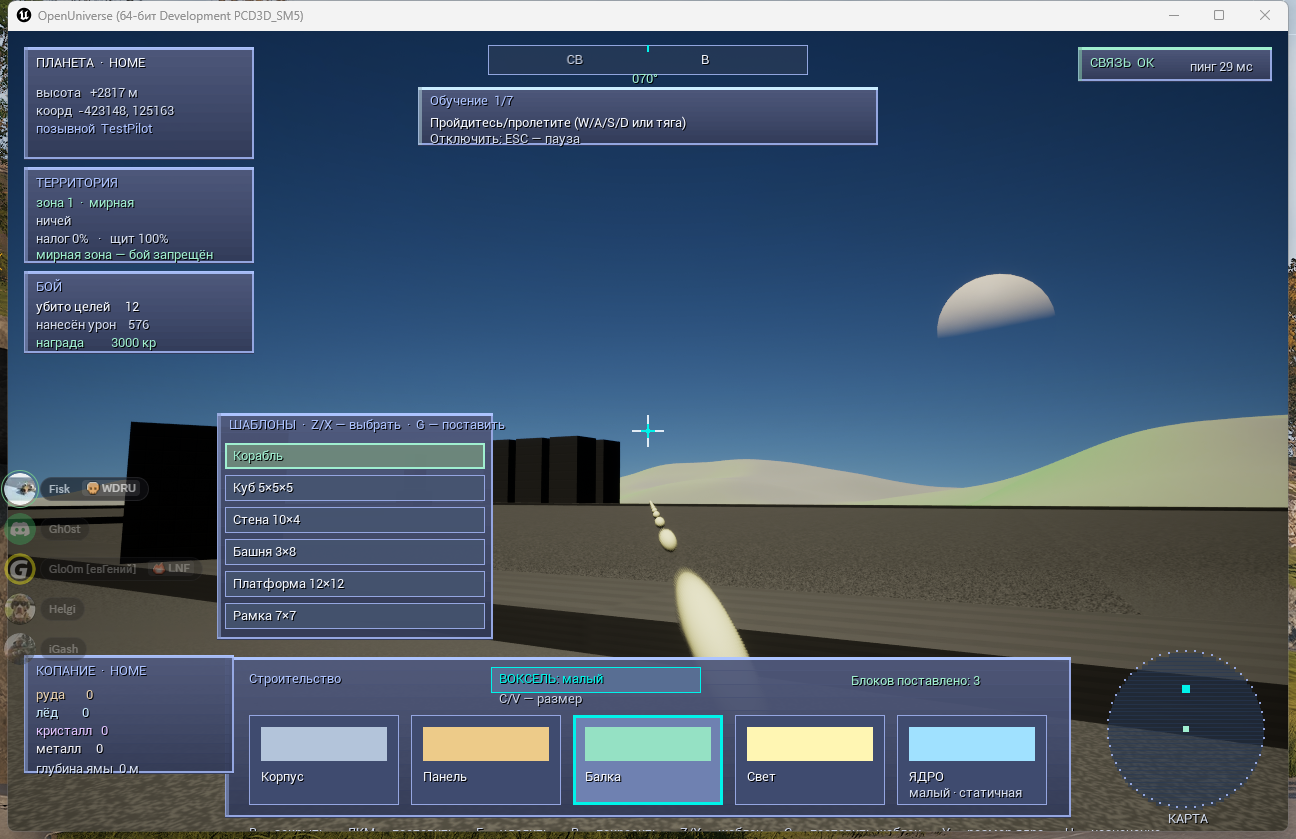 OpenUniverse (64-бит Development PCD3D_SM5)
ПЛАНЕТА · HOME
высота +2817 м
коорд -423148, 125163
позывной TestPilot
СВ В
070°
Обучение 1/7
Пройдитесь/пролетите (W/A/S/D или тяга)
Отключить: ESC — пауза
СВЯЗЬ OK пинг 29 мс
ТЕРРИТОРИЯ
зона 1 · мирная
ничей
налог 0% · щит 100%
мирная зона — бой запрещён
БОЙ
убито целей 12
нанесён урон 576
награда 3000 кр
ШАБЛОНЫ · Z/X — выбрать · G — поставить
Корабль
Куб 5×5×5
Стена 10×4
Башня 3×8
Платформа 12×12
Рамка 7×7
Fisk WDRU
Gh0st
Glo0m [евГений] LNF
Helgi
iGash
КОПАНИЕ · HOME
руда 0
лёд 0
кристалл 0
металл 0
глубина ямы 0 м
Строительство
ВОКСЕЛЬ: малый
C/V — размер
Блоков поставлено: 3
Корпус
Панель
Балка
Свет
ЯДРО
малый · статичная
КАРТА